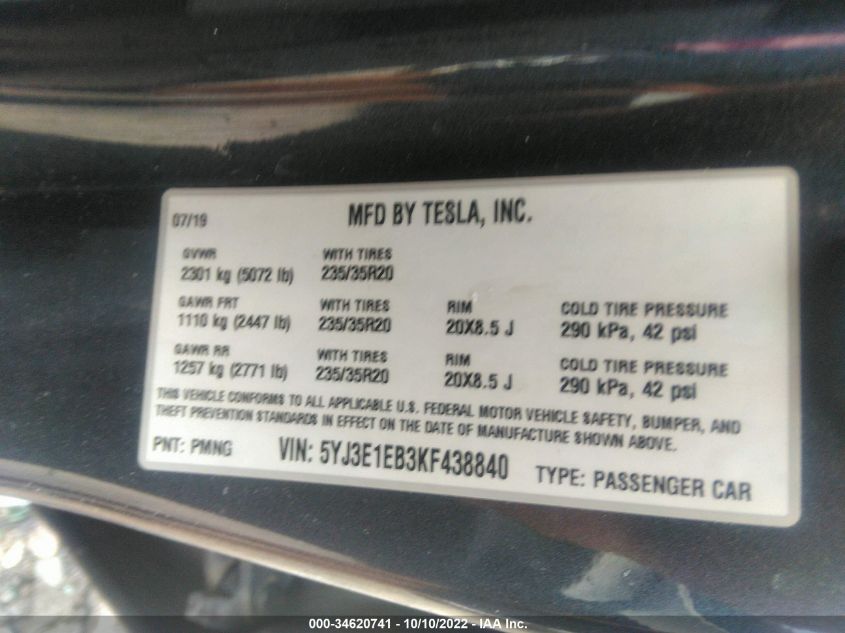 07/19 MFD BY TESLA, INC.
GVWR WITH TIRES
2301 kg (5072 lb) 235/35R20
GAWR FRT WITH TIRES RIM COLD TIRE PRESSURE
1110 kg (2447 lb) 235/35R20 20X8.5 J 290 kPa, 42 psi
GAWR RR WITH TIRES RIM COLD TIRE PRESSURE
1257 kg (2771 lb) 235/35R20 20X8.5 J 290 kPa, 42 psi
THIS VEHICLE CONFORMS TO ALL APPLICABLE U.S. FEDERAL MOTOR VEHICLE SAFETY, BUMPER, AND
THEFT PREVENTION STANDARDS IN EFFECT ON THE DATE OF MANUFACTURE SHOWN ABOVE.
PNT: PMNG VIN: 5YJ3E1EB3KF438840 TYPE: PASSENGER CAR
000-34620741 - 10/10/2022 - IAA Inc.